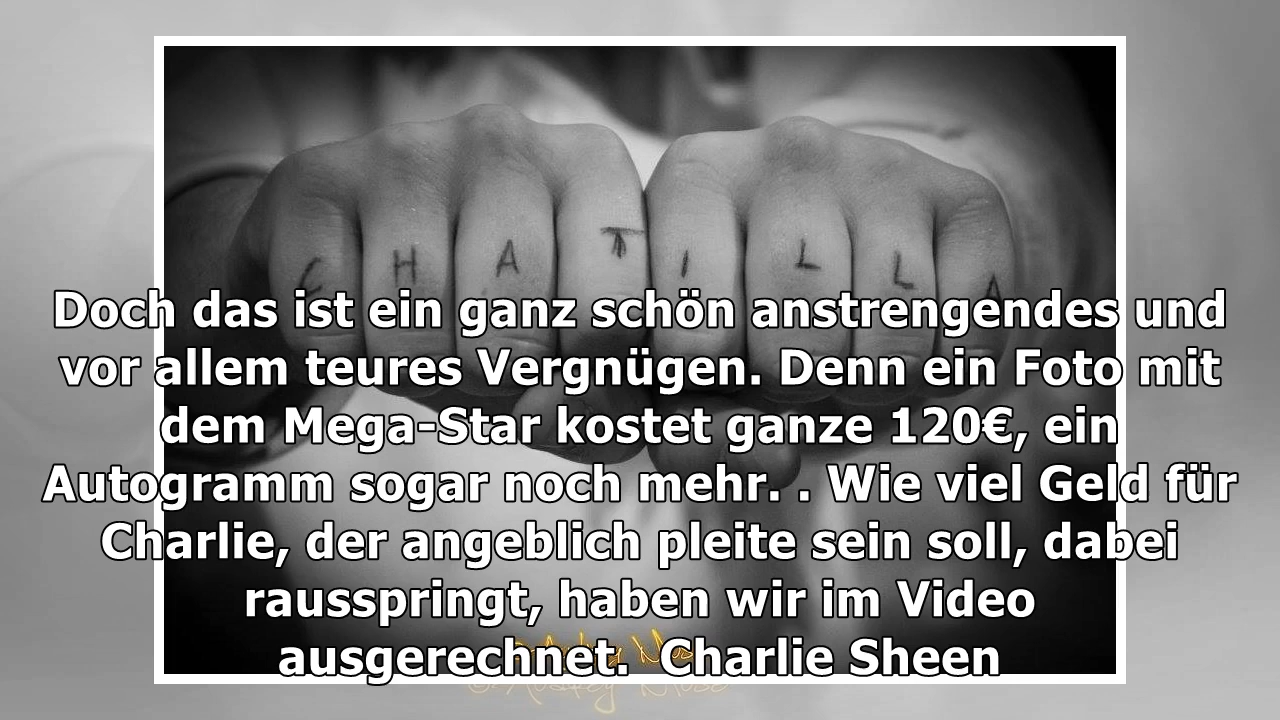 C H A T I L L A
Doch das ist ein ganz schön anstrengendes und
vor allem teures Vergnügen. Denn ein Foto mit
dem Mega-Star kostet ganze 120€, ein
Autogramm sogar noch mehr. . Wie viel Geld für
Charlie, der angeblich pleite sein soll, dabei
rausspringt, haben wir im Video
ausgerechnet.  Charlie Sheen